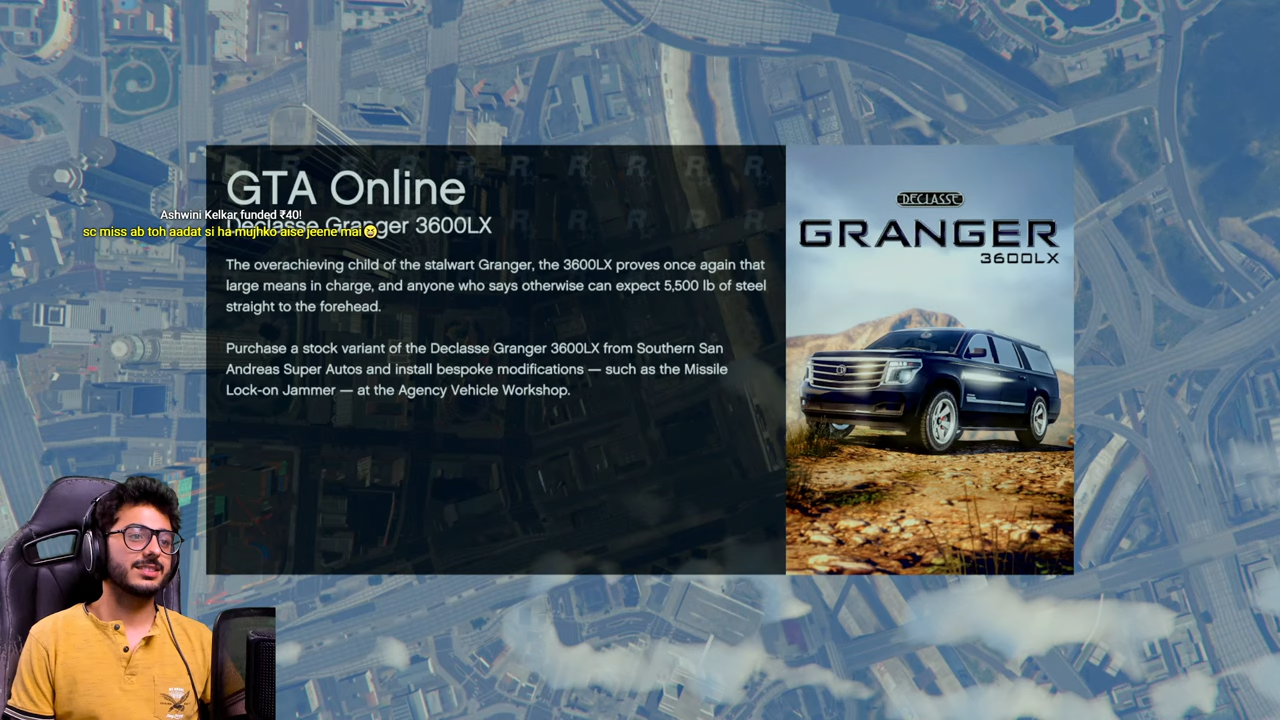 GTA Online
Ashwini Kelkar funded ₹40!
Declasse Granger 3600LX
sc miss ab toh aadat si ha mujhko aise jeene mai😆
The overachieving child of the stalwart Granger, the 3600LX proves once again that
large means in charge, and anyone who says otherwise can expect 5,500 lb of steel
straight to the forehead.
Purchase a stock variant of the Declasse Granger 3600LX from Southern San
Andreas Super Autos and install bespoke modifications — such as the Missile
Lock-on Jammer — at the Agency Vehicle Workshop.
DECLASSE
GRANGER
3600LX